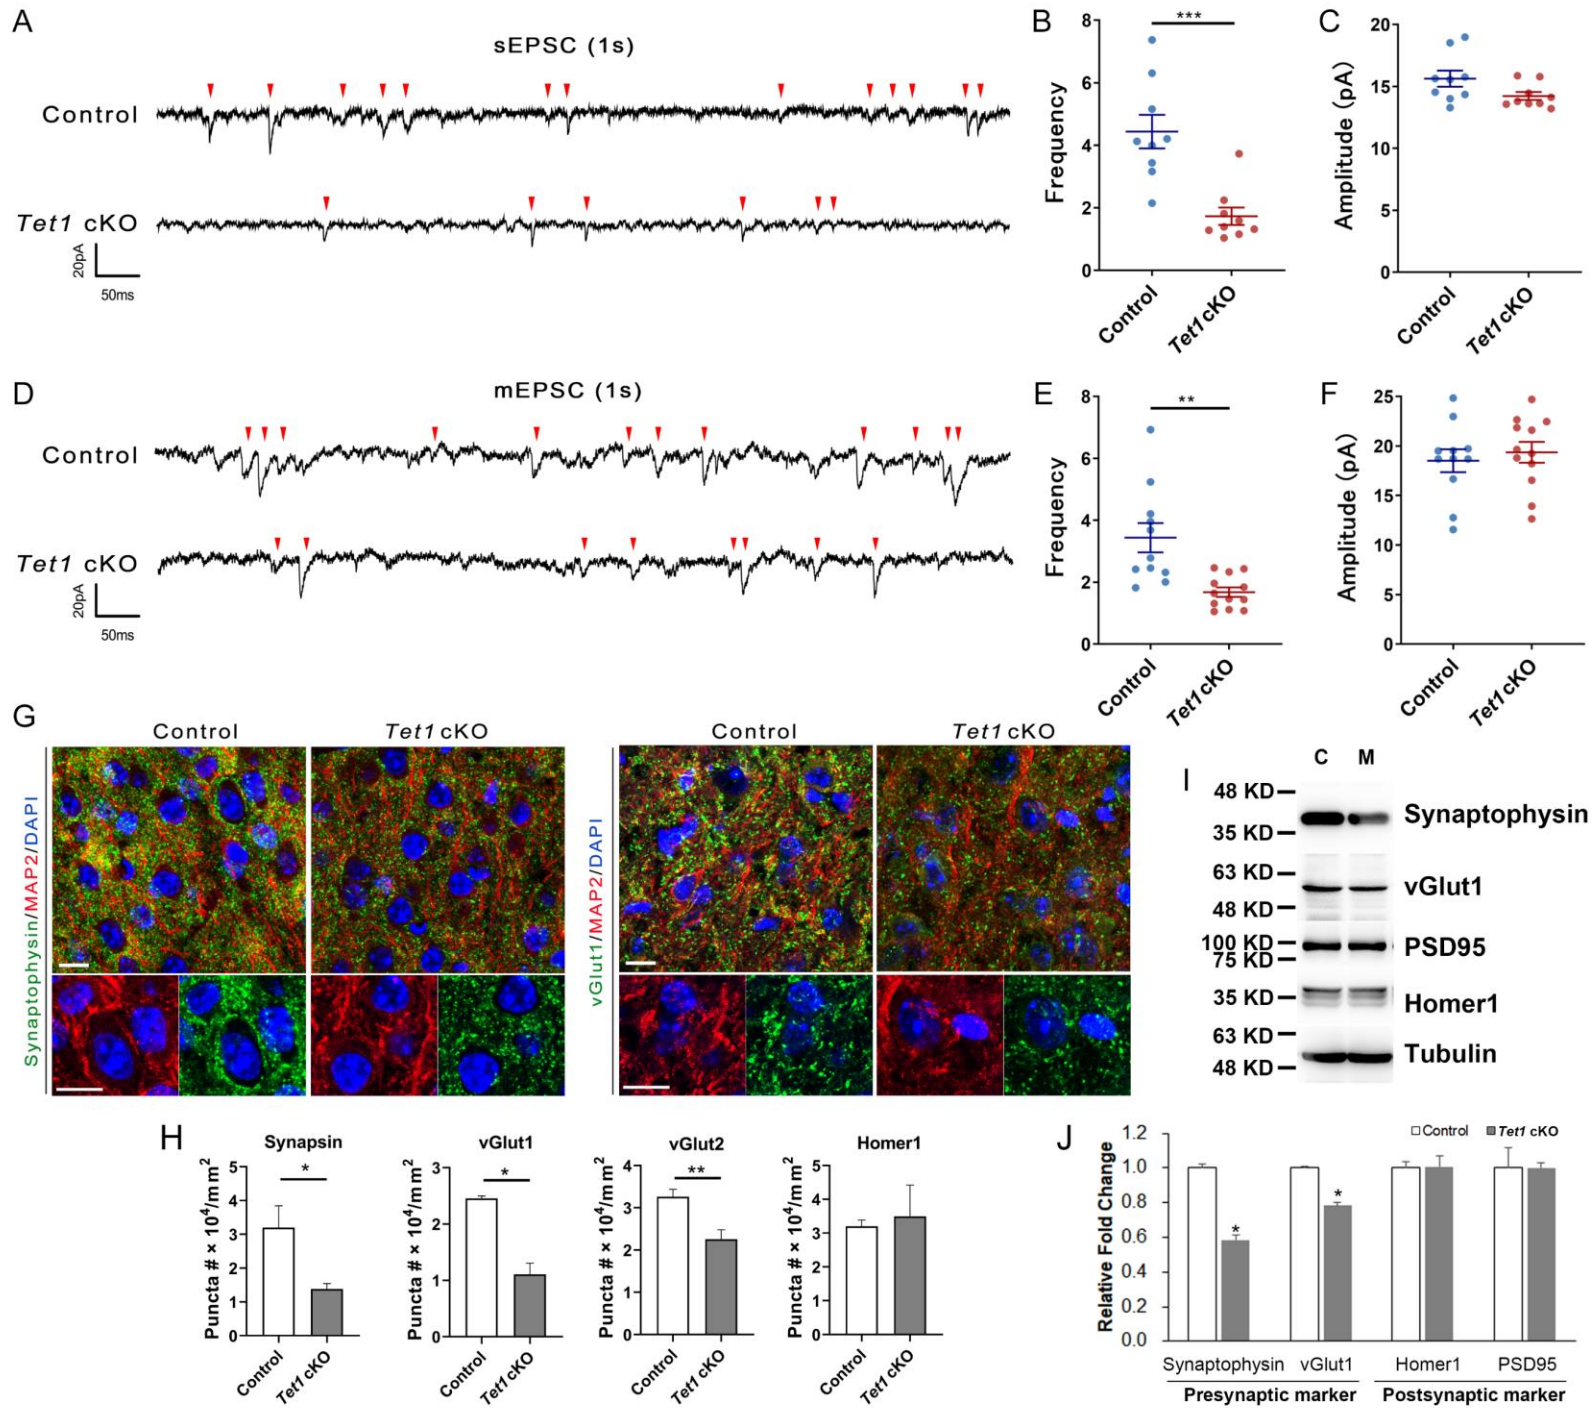 A
sEPSC (1s)
Control
Tet1 cKO
20pA
50ms
B
***
Frequency
8
6
4
2
0
Control
Tet1 cKO
C
Amplitude (pA)
20
15
10
5
0
Control
Tet1 cKO
D
mEPSC (1s)
Control
Tet1 cKO
20pA
50ms
E
**
Frequency
8
6
4
2
0
Control
Tet1 cKO
F
Amplitude (pA)
25
20
15
10
5
0
Control
Tet1 cKO
G
Control
Tet1 cKO
Synaptophysin/MAP2/DAPI
Control
Tet1 cKO
vGlut1/MAP2/DAPI
I
C M
48 KD
35 KD
Synaptophysin
63 KD
48 KD
vGlut1
100 KD
75 KD
PSD95
35 KD
Homer1
63 KD
48 KD
Tubulin
H
Synapsin
Puncta # × 10⁴/mm²
5
4
3
2
1
0
*
Control
Tet1 cKO
vGlut1
Puncta # × 10⁴/mm²
3
2
1
0
*
Control
Tet1 cKO
vGlut2
Puncta # × 10⁴/mm²
4
3
2
1
0
**
Control
Tet1 cKO
Homer1
Puncta # × 10⁴/mm²
5
4
3
2
1
0
Control
Tet1 cKO
J
Control Tet1 cKO
Relative Fold Change
1.2
1.0
0.8
0.6
0.4
0.2
0.0
*
*
Synaptophysin vGlut1 Homer1 PSD95
Presynaptic marker Postsynaptic marker